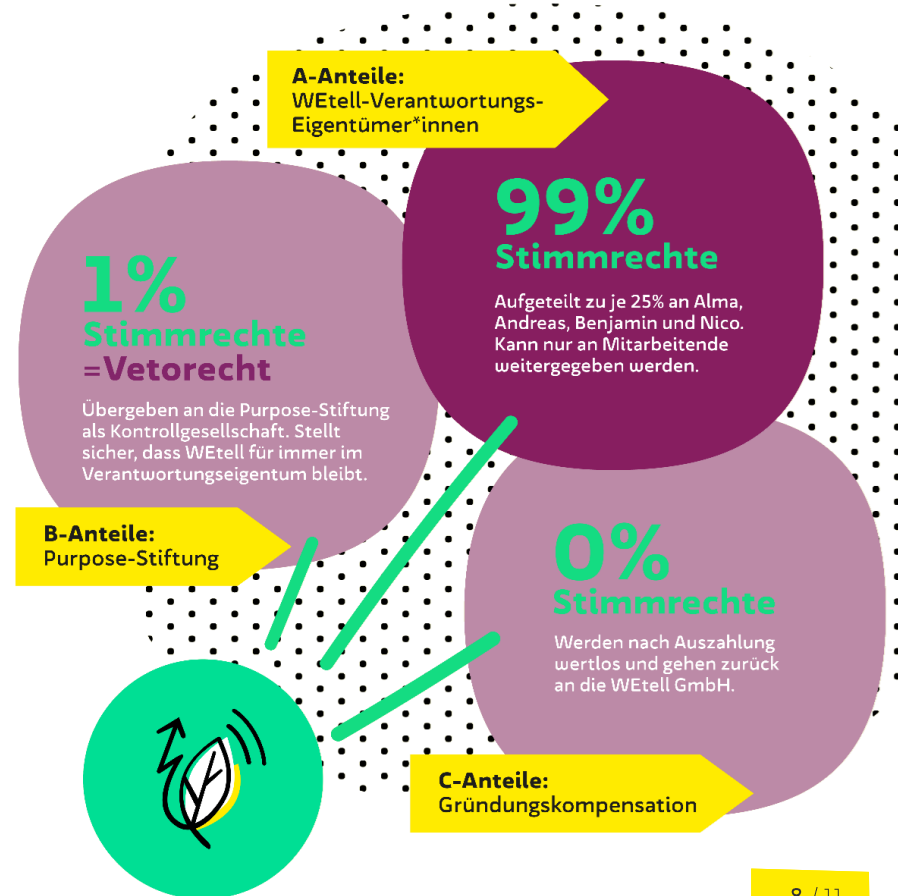 A-Anteile:
WEtell-Verantwortungs-
Eigentümer*innen
99%
Stimmrechte
Aufgeteilt zu je 25% an Alma,
Andreas, Benjamin und Nico.
Kann nur an Mitarbeitende
weitergegeben werden.
1%
Stimmrechte
=Vetorecht
Übergeben an die Purpose-Stiftung
als Kontrollgesellschaft. Stellt
sicher, dass WEtell für immer im
Verantwortungseigentum bleibt.
B-Anteile:
Purpose-Stiftung
0%
Stimmrechte
Werden nach Auszahlung
wertlos und gehen zurück
an die WEtell GmbH.
C-Anteile:
Gründungskompensation
8 / 11